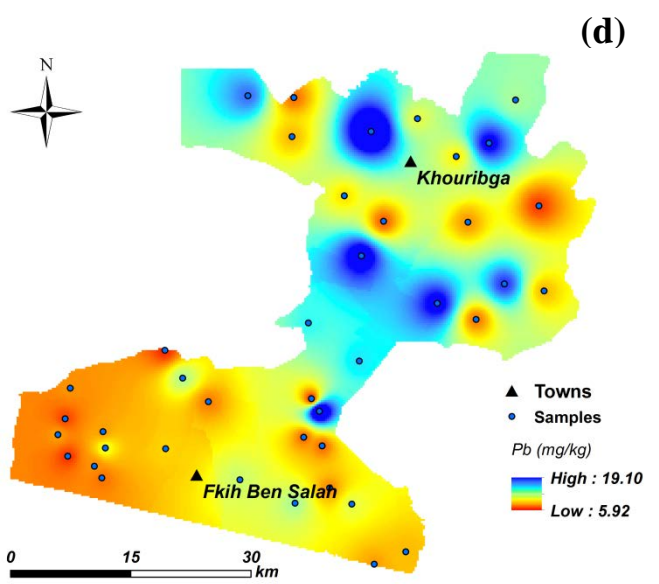 (d)
N
Khouribga
Towns
Samples
Pb (mg/kg)
High : 19.10
Low : 5.92
Fkih Ben Salah
0 15 30
km